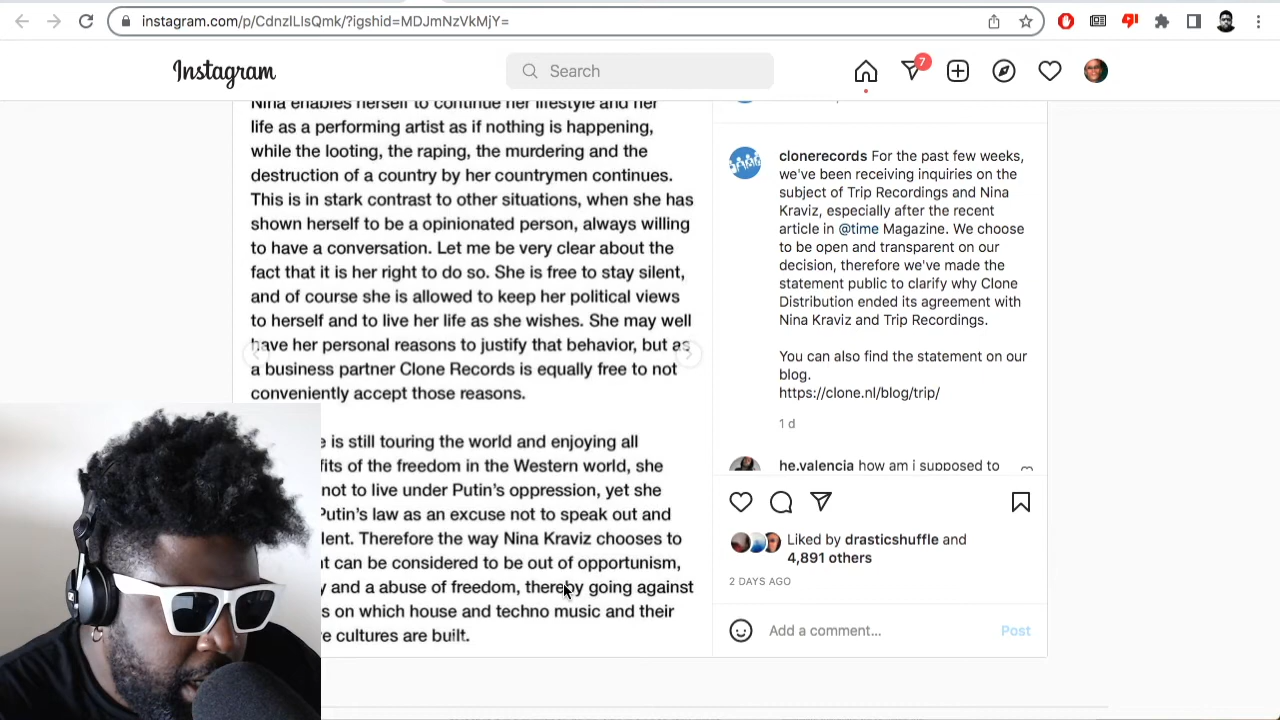 instagram.com/p/CdnzlLlsQmk/?igshid=MDJmNzVkMjY=
Instagram
Search
7
Nina enables herself to continue her lifestyle and her
life as a performing artist as if nothing is happening,
while the looting, the raping, the murdering and the
destruction of a country by her countrymen continues.
This is in stark contrast to other situations, when she has
shown herself to be a opinionated person, always willing
to have a conversation. Let me be very clear about the
fact that it is her right to do so. She is free to stay silent,
and of course she is allowed to keep her political views
to herself and to live her life as she wishes. She may well
have her personal reasons to justify that behavior, but as
a business partner Clone Records is equally free to not
conveniently accept those reasons.
is still touring the world and enjoying all
of the freedom in the Western world, she
not to live under Putin's oppression, yet she
Putin's law as an excuse not to speak out and
Therefore the way Nina Kraviz chooses to
can be considered to be out of opportunism,
and a abuse of freedom, thereby going against
on which house and techno music and their
cultures are built.
clonerecords For the past few weeks,
we've been receiving inquiries on the
subject of Trip Recordings and Nina
Kraviz, especially after the recent
article in @time Magazine. We choose
to be open and transparent on our
decision, therefore we've made the
statement public to clarify why Clone
Distribution ended its agreement with
Nina Kraviz and Trip Recordings.
You can also find the statement on our
blog.
https://clone.nl/blog/trip/
1 d
he.valencia how am i supposed to
Liked by drasticshuffle and
4,891 others
2 DAYS AGO
Add a comment...
Post